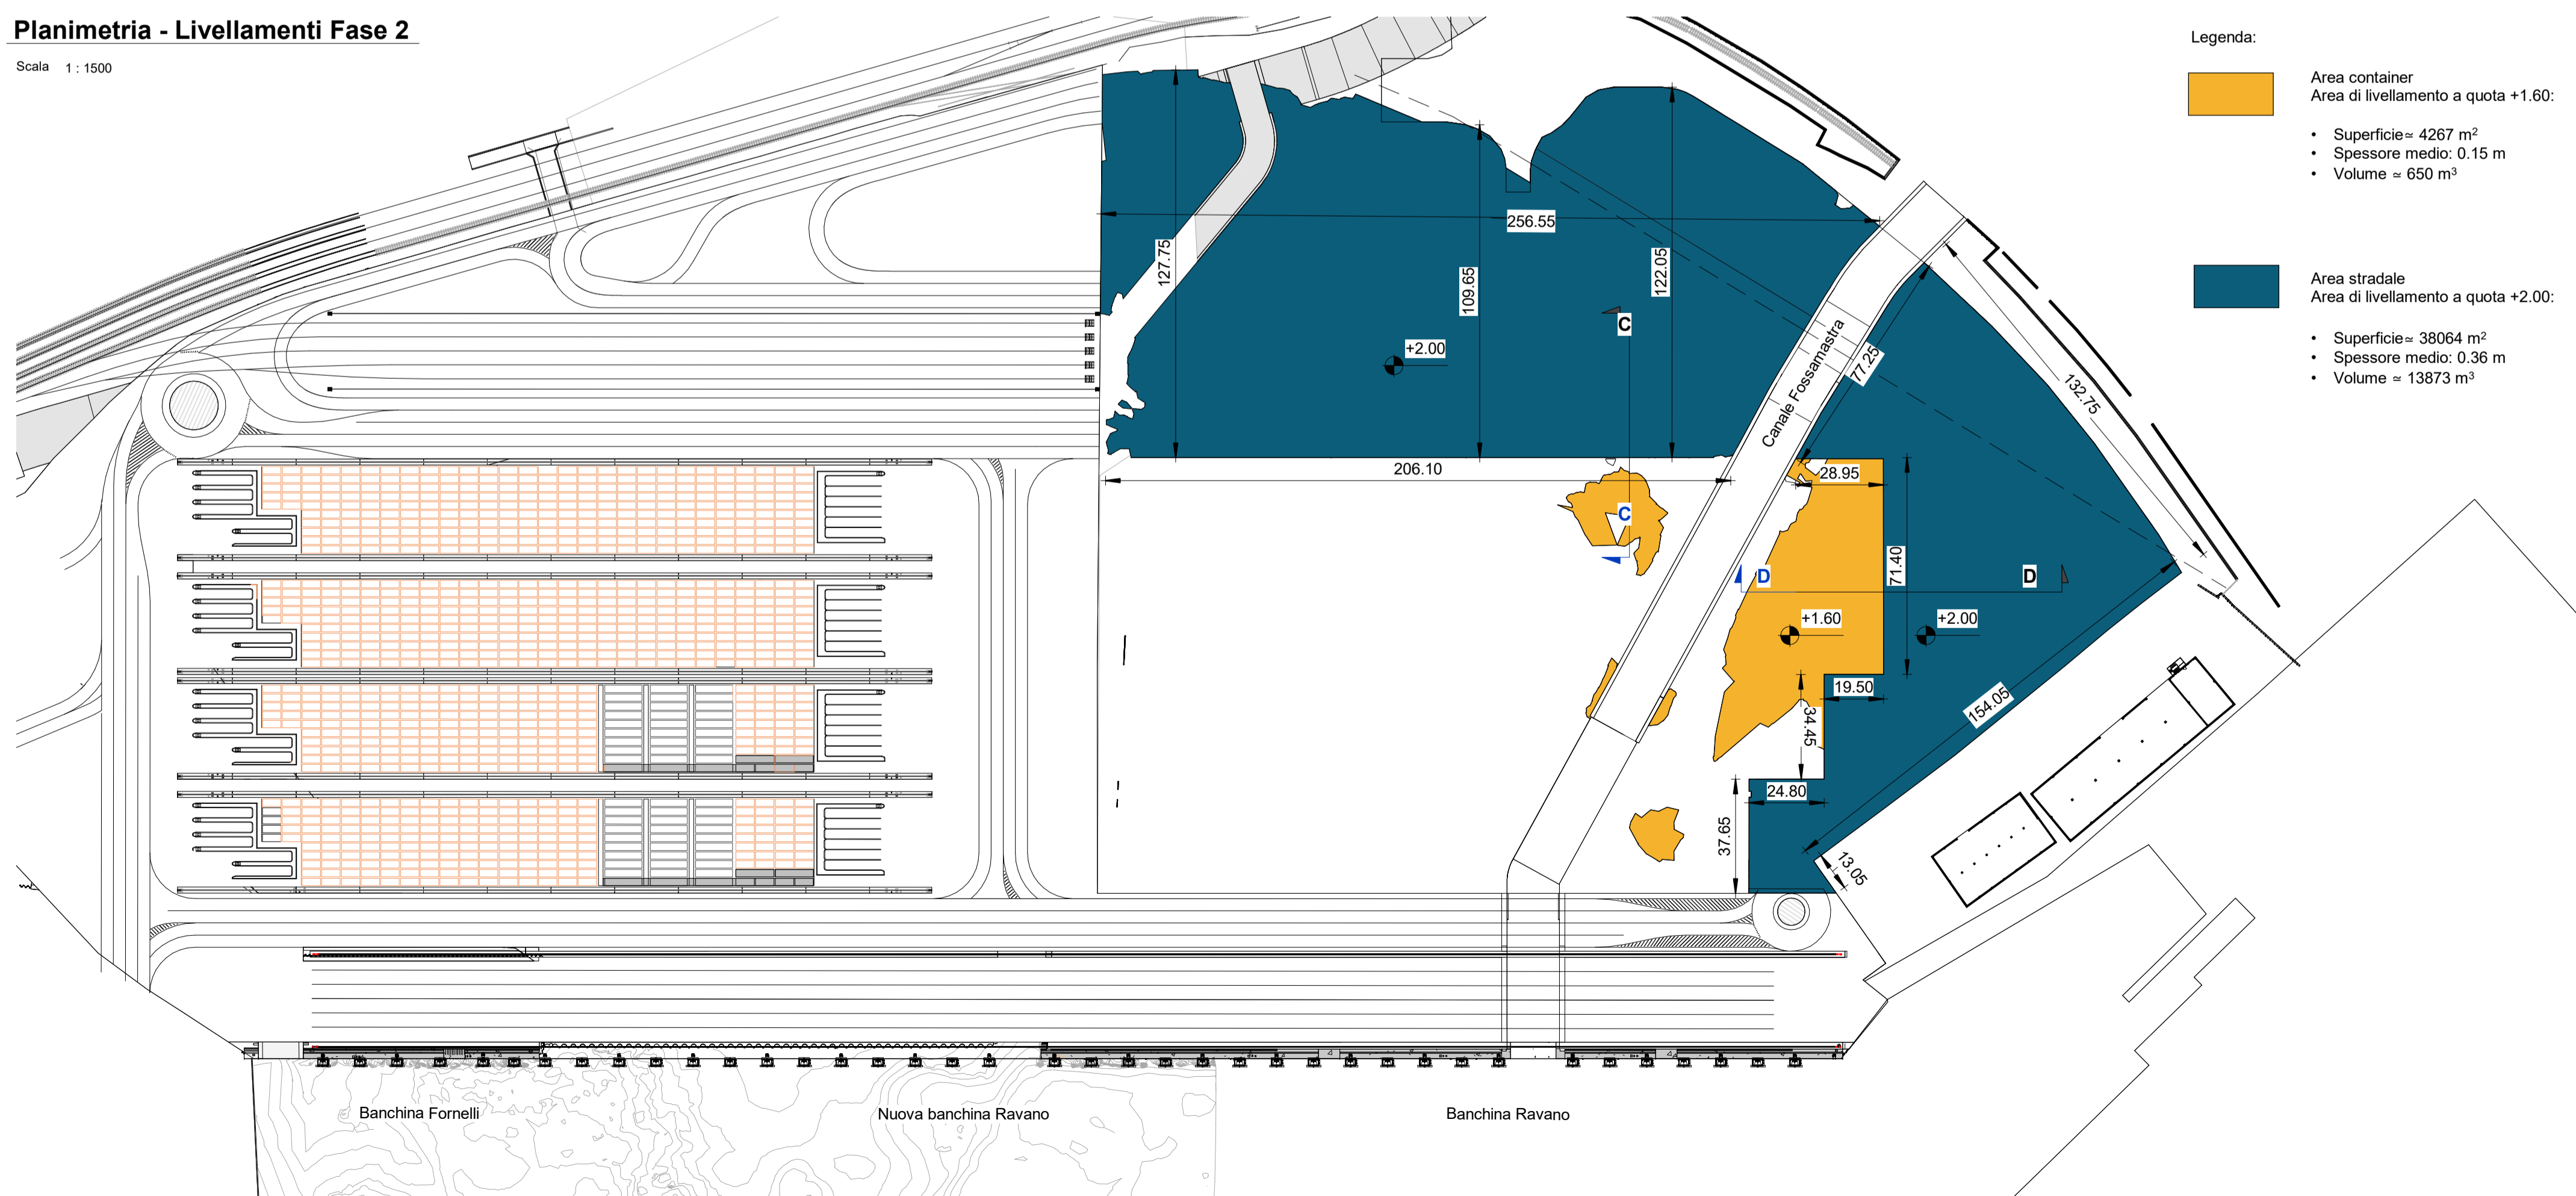 Planimetria - Livellamenti Fase 2
Scala 1 : 1500
Legenda:
Area container
Area di livellamento a quota +1.60:
• Superficie≃ 4267 m²
• Spessore medio: 0.15 m
• Volume ≃ 650 m³
Area stradale
Area di livellamento a quota +2.00:
• Superficie≃ 38064 m²
• Spessore medio: 0.36 m
• Volume ≃ 13873 m³
256.55
127.75
109.65
122.05
C
+2.00
Canale Fossamastra
77.25
132.75
206.10
28.95
C
71.40
D
D
+1.60
+2.00
19.50
34.45
154.05
24.80
37.65
13.05
Banchina Fornelli
Nuova banchina Ravano
Banchina Ravano